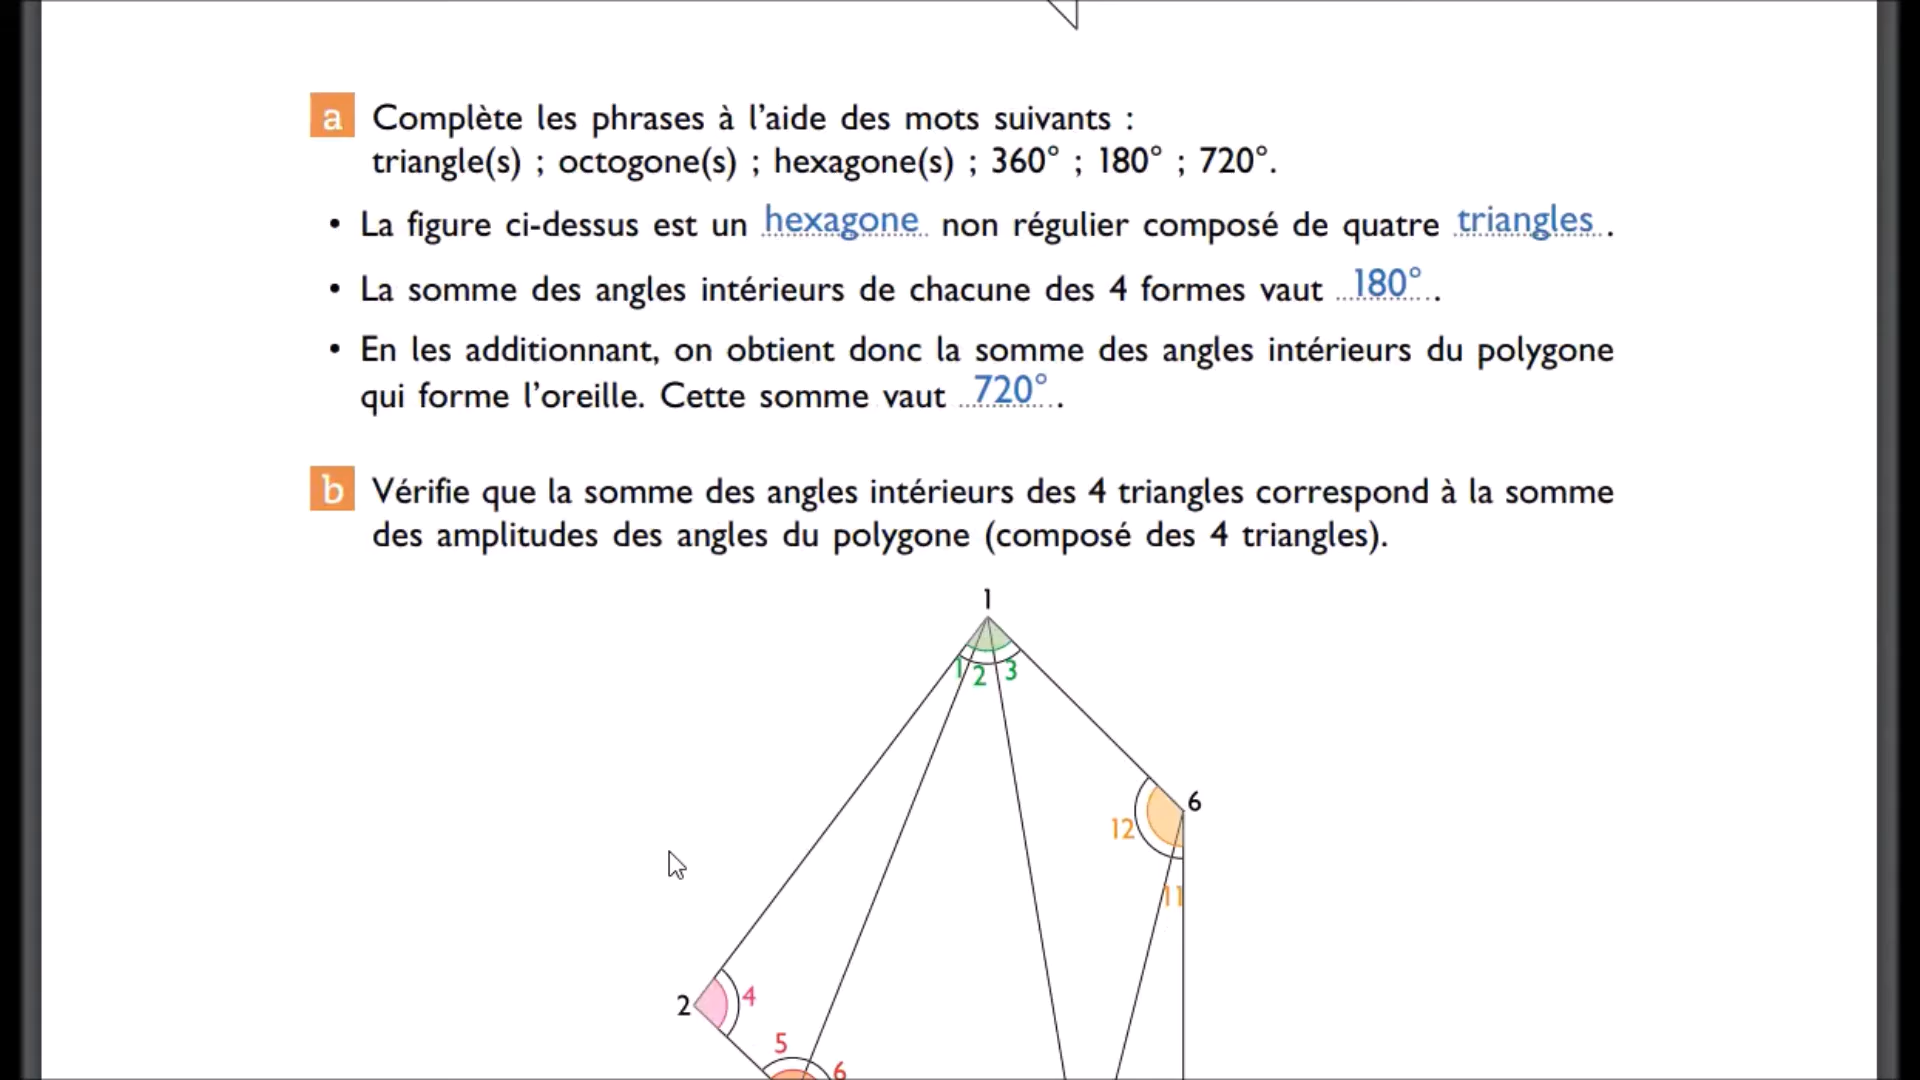 a Complète les phrases à l’aide des mots suivants :
triangle(s) ; octogone(s) ; hexagone(s) ; 360° ; 180° ; 720°.
• La figure ci-dessus est un hexagone non régulier composé de quatre triangles.
• La somme des angles intérieurs de chacune des 4 formes vaut 180°.
• En les additionnant, on obtient donc la somme des angles intérieurs du polygone
qui forme l’oreille. Cette somme vaut 720°.
b Vérifie que la somme des angles intérieurs des 4 triangles correspond à la somme
des amplitudes des angles du polygone (composé des 4 triangles).
1
1 2 3
6
12
11
2
4
5
6